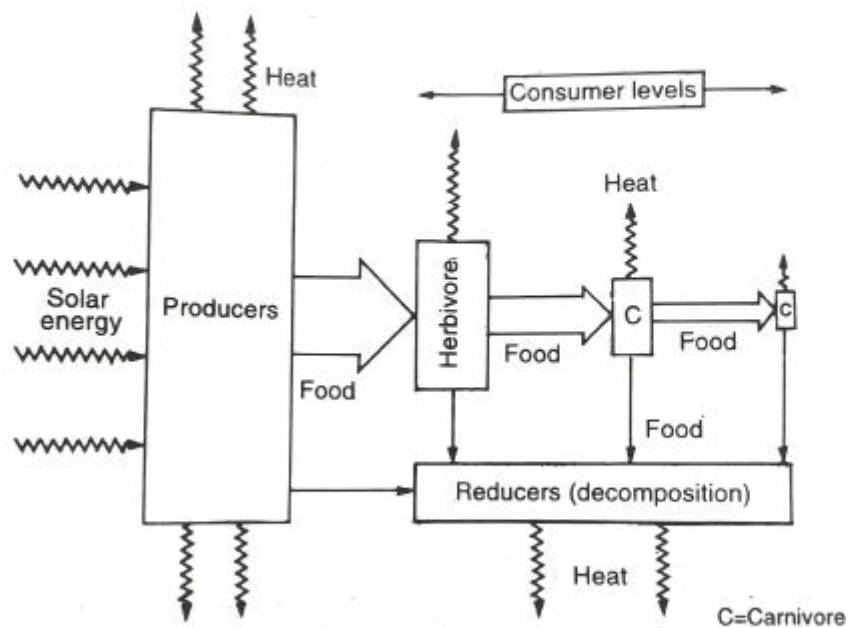 Heat
Consumer levels
Heat
Solar
energy
Producers
Food
Herbivore
Food
C
Food
c
Food
Reducers (decomposition)
Heat
C=Carnivore